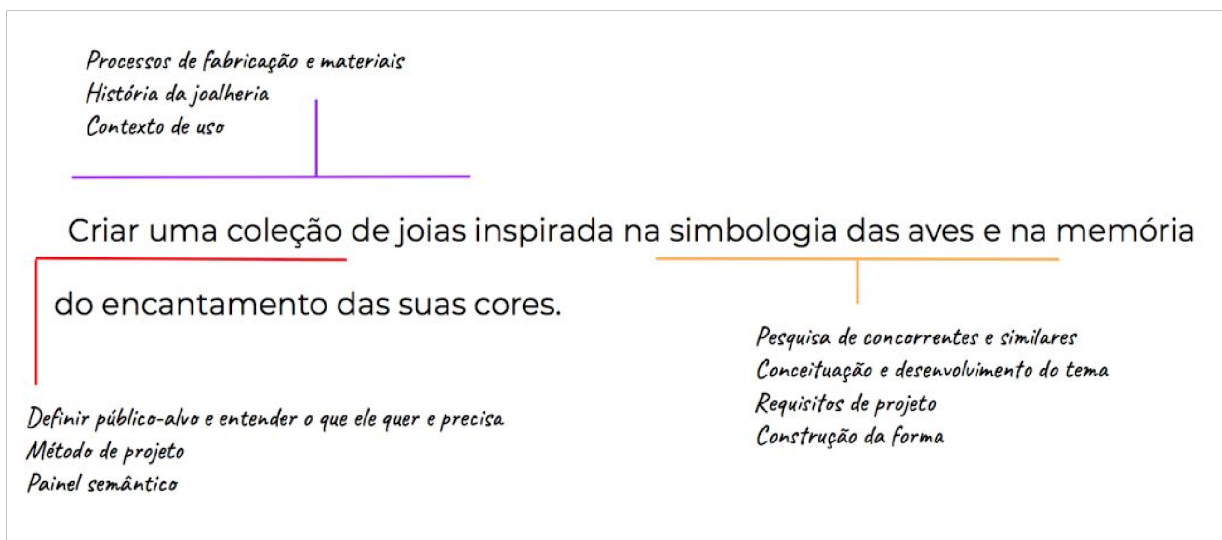 Processos de fabricação e materiais
História da joalheria
Contexto de uso
Criar uma coleção de joias inspirada na simbologia das aves e na memória
do encantamento das suas cores.
Pesquisa de concorrentes e similares
Conceituação e desenvolvimento do tema
Requisitos de projeto
Construção da forma
Definir público-alvo e entender o que ele quer e precisa
Método de projeto
Painel semântico